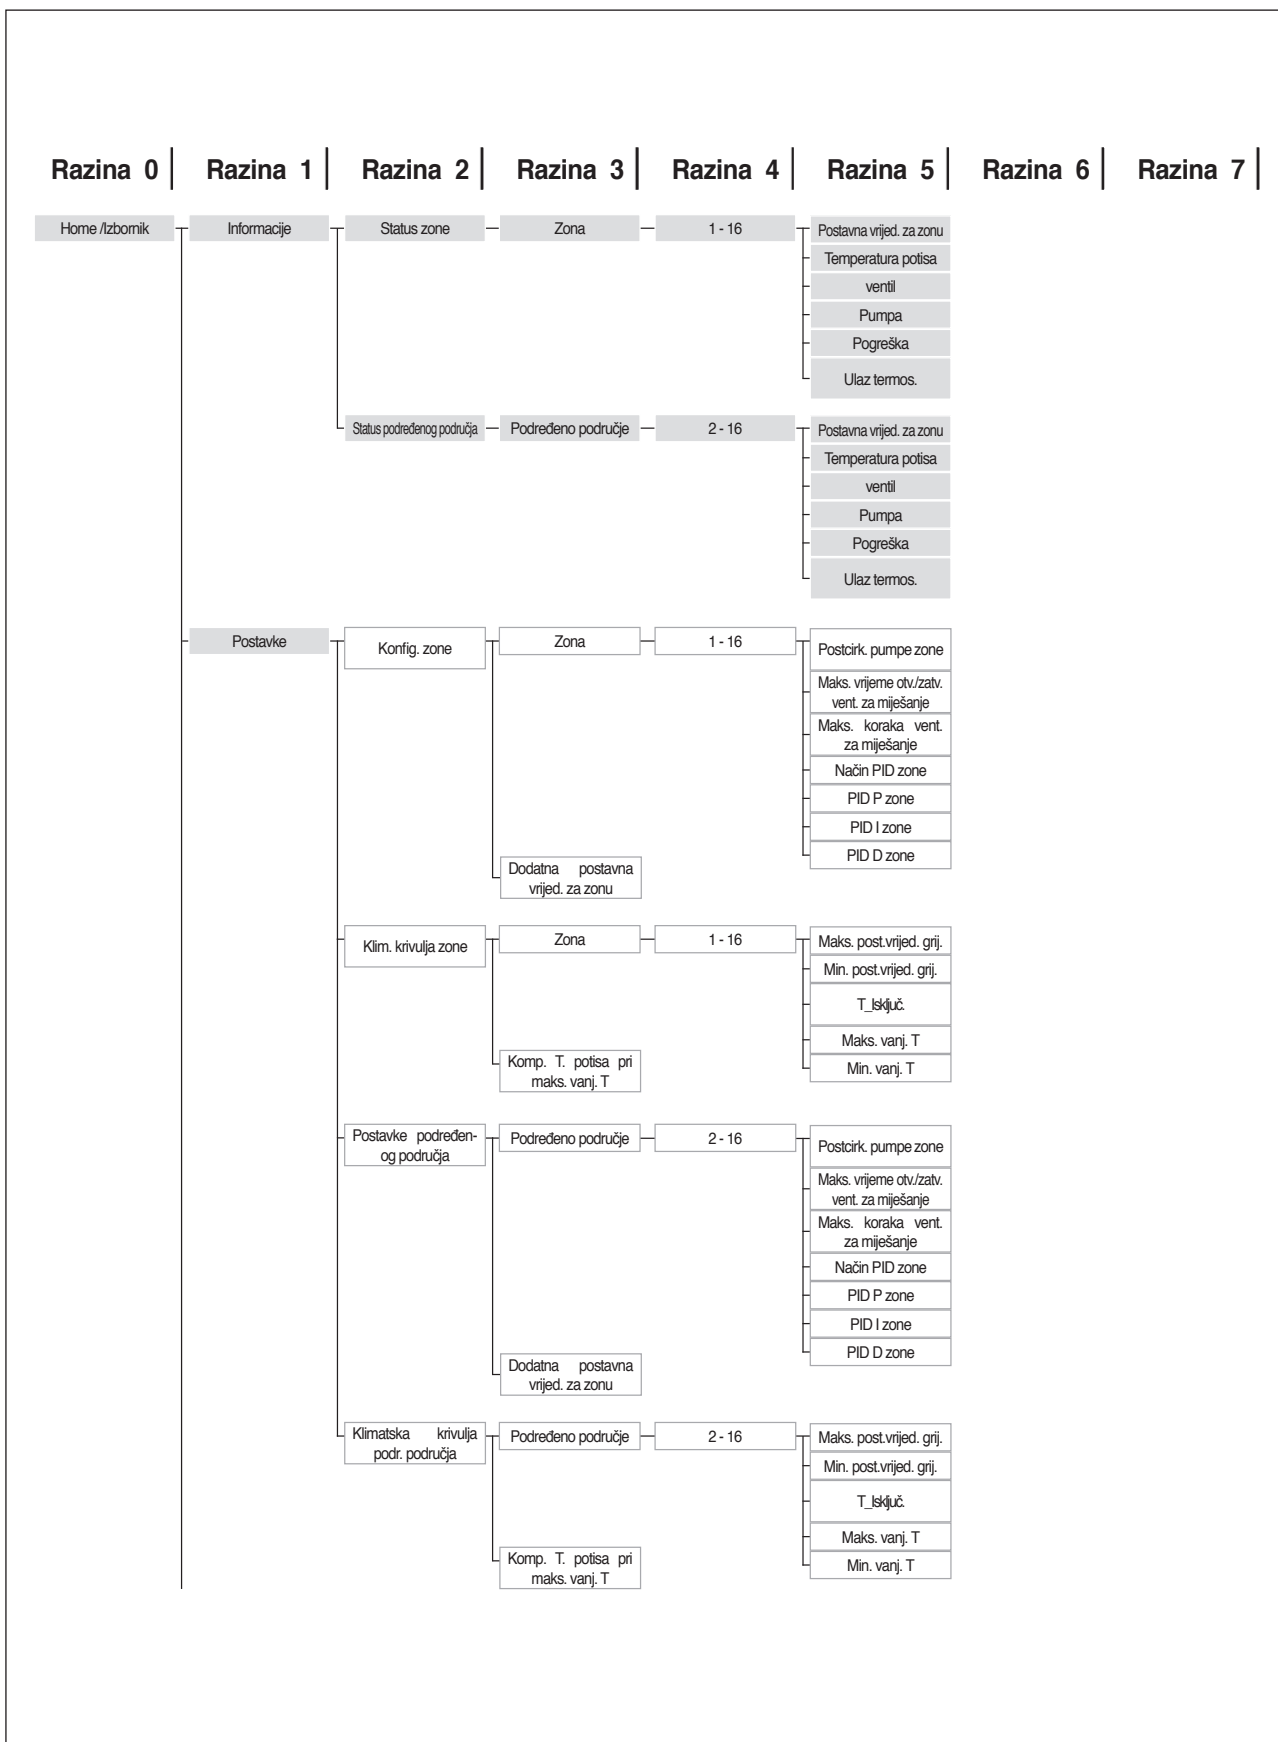 Razina 0 Razina 1 Razina 2 Razina 3 Razina 4 Razina 5 Razina 6 Razina 7
Home /Izbornik Informacije Status zone Zona 1 - 16 Postavna vrijed. za zonu
Temperatura potisa
ventil
Pumpa
Pogreška
Ulaz termos.
Status podređenog područja Podređeno područje 2 - 16 Postavna vrijed. za zonu
Temperatura potisa
ventil
Pumpa
Pogreška
Ulaz termos.
Postavke Konfig. zone Zona 1 - 16 Postcirk. pumpe zone
Maks. vrijeme otv./zatv.
vent. za miješanje
Maks. koraka vent.
za miješanje
Način PID zone
PID P zone
PID I zone
PID D zone
Dodatna postavna
vrijed. za zonu
Klim. krivulja zone Zona 1 - 16 Maks. post.vrijed. grij.
Min. post.vrijed. grij.
T_Isključ.
Maks. vanj. T
Min. vanj. T
Komp. T. potisa pri
maks. vanj. T
Postavke podređen-
og područja Podređeno područje 2 - 16 Postcirk. pumpe zone
Maks. vrijeme otv./zatv.
vent. za miješanje
Maks. koraka vent.
za miješanje
Način PID zone
PID P zone
PID I zone
PID D zone
Dodatna postavna
vrijed. za zonu
Klimatska krivulja
podr. područja Podređeno područje 2 - 16 Maks. post.vrijed. grij.
Min. post.vrijed. grij.
T_Isključ.
Maks. vanj. T
Min. vanj. T
Komp. T. potisa pri
maks. vanj. T